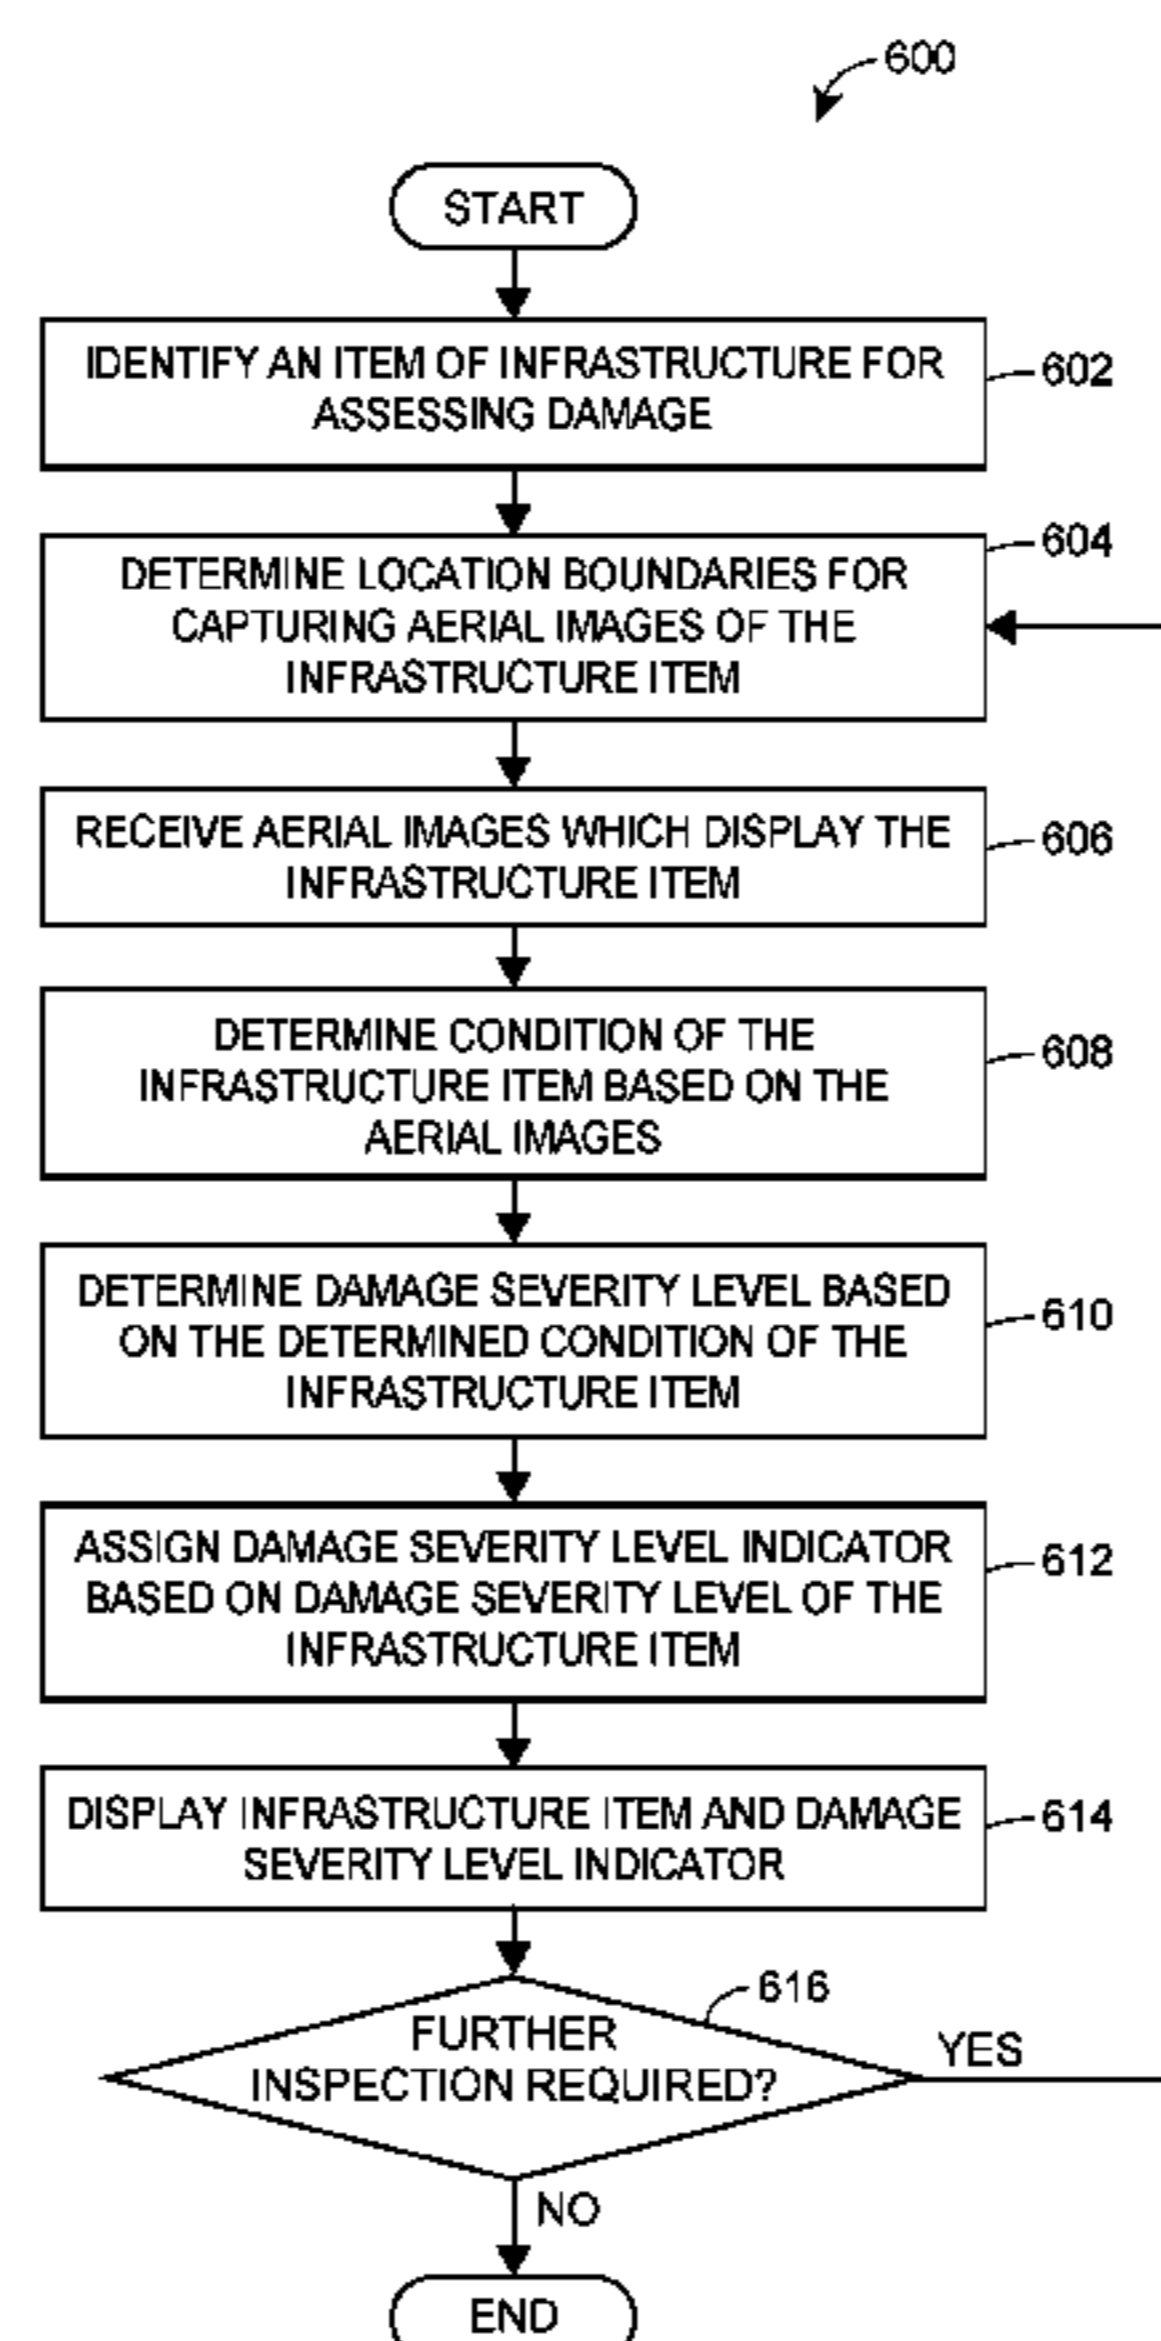 600
START
IDENTIFY AN ITEM OF INFRASTRUCTURE FOR
ASSESSING DAMAGE
602
DETERMINE LOCATION BOUNDARIES FOR
CAPTURING AERIAL IMAGES OF THE
INFRASTRUCTURE ITEM
604
RECEIVE AERIAL IMAGES WHICH DISPLAY THE
INFRASTRUCTURE ITEM
606
DETERMINE CONDITION OF THE
INFRASTRUCTURE ITEM BASED ON THE
AERIAL IMAGES
608
DETERMINE DAMAGE SEVERITY LEVEL BASED
ON THE DETERMINED CONDITION OF THE
INFRASTRUCTURE ITEM
610
ASSIGN DAMAGE SEVERITY LEVEL INDICATOR
BASED ON DAMAGE SEVERITY LEVEL OF THE
INFRASTRUCTURE ITEM
612
DISPLAY INFRASTRUCTURE ITEM AND DAMAGE
SEVERITY LEVEL INDICATOR
614
616
FURTHER
INSPECTION REQUIRED?
YES
NO
END